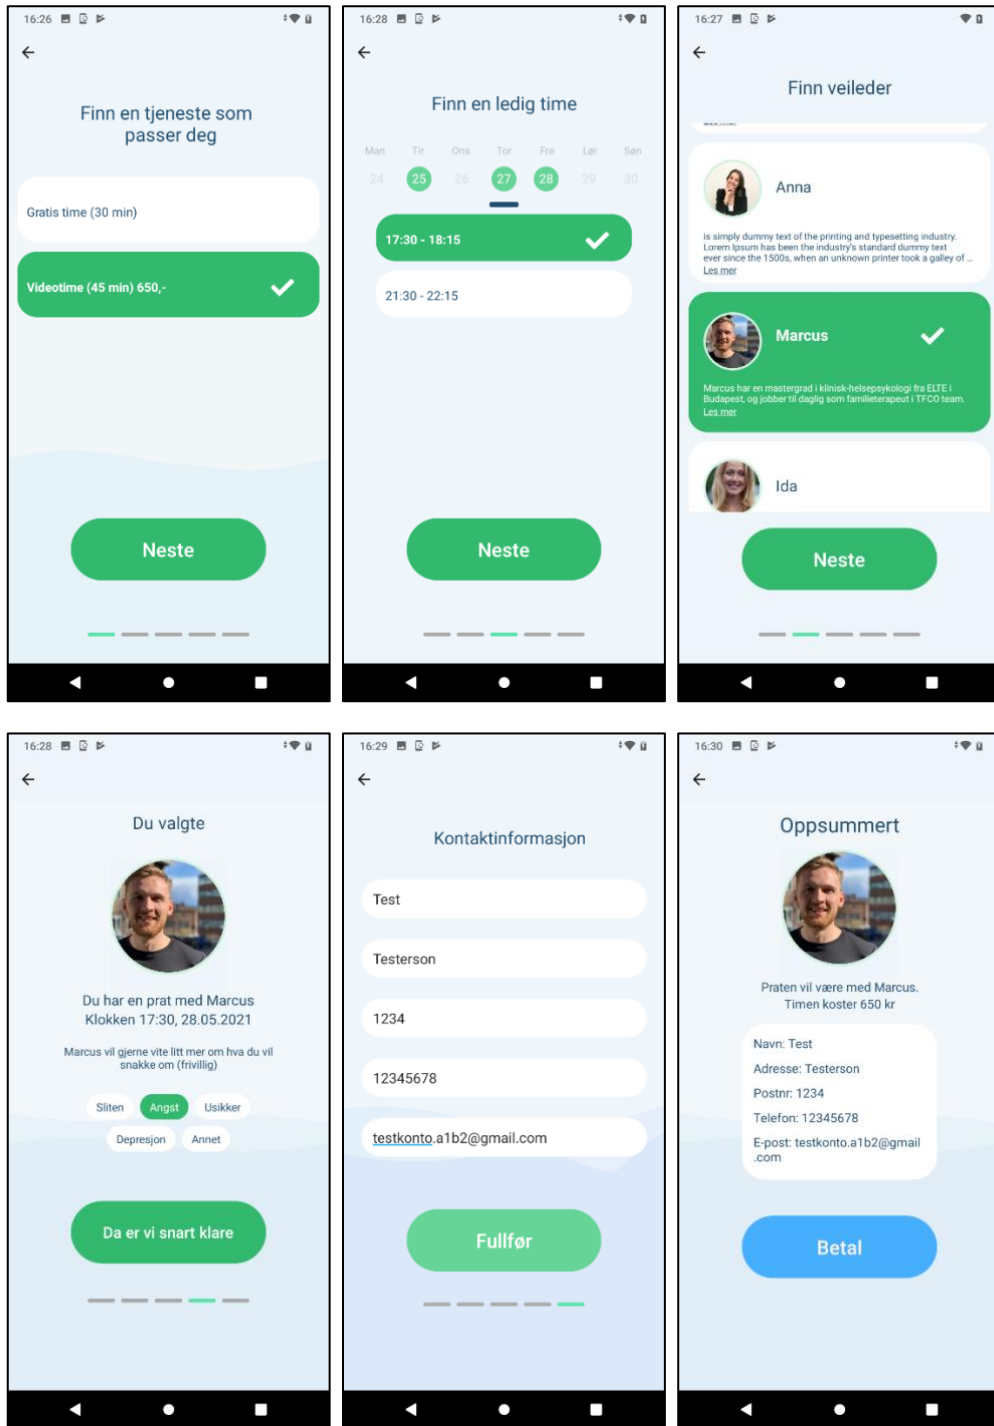 16:26
Finn en tjeneste som
passer deg
Gratis time (30 min)
Videotime (45 min) 650,-
Neste
16:28
Finn en ledig time
Man Tir Ons Tor Fre Lør Søn
24 25 26 27 28 29 30
17:30 - 18:15
21:30 - 22:15
Neste
16:27
Finn veileder
Anna
is simply dummy text of the printing and typesetting industry.
Lorem Ipsum has been the industry's standard dummy text
ever since the 1500s, when an unknown printer took a galley of ...
Les mer
Marcus
Marcus har en mastergrad i klinisk-helsepsykologi fra ELTE i
Budapest, og jobber til daglig som familieterapeut i TFCO team.
Les mer
Ida
Neste
16:28
Du valgte
Du har en prat med Marcus
Klokken 17:30, 28.05.2021
Marcus vil gjerne vite litt mer om hva du vil
snakke om (frivillig)
Sliten Angst Usikker
Depresjon Annet
Da er vi snart klare
16:29
Kontaktinformasjon
Test
Testerson
1234
12345678
testkonto.a1b2@gmail.com
Fullfør
16:30
Oppsummert
Praten vil være med Marcus.
Timen koster 650 kr
Navn: Test
Adresse: Testerson
Postnr: 1234
Telefon: 12345678
E-post: testkonto.a1b2@gmail
.com
Betal